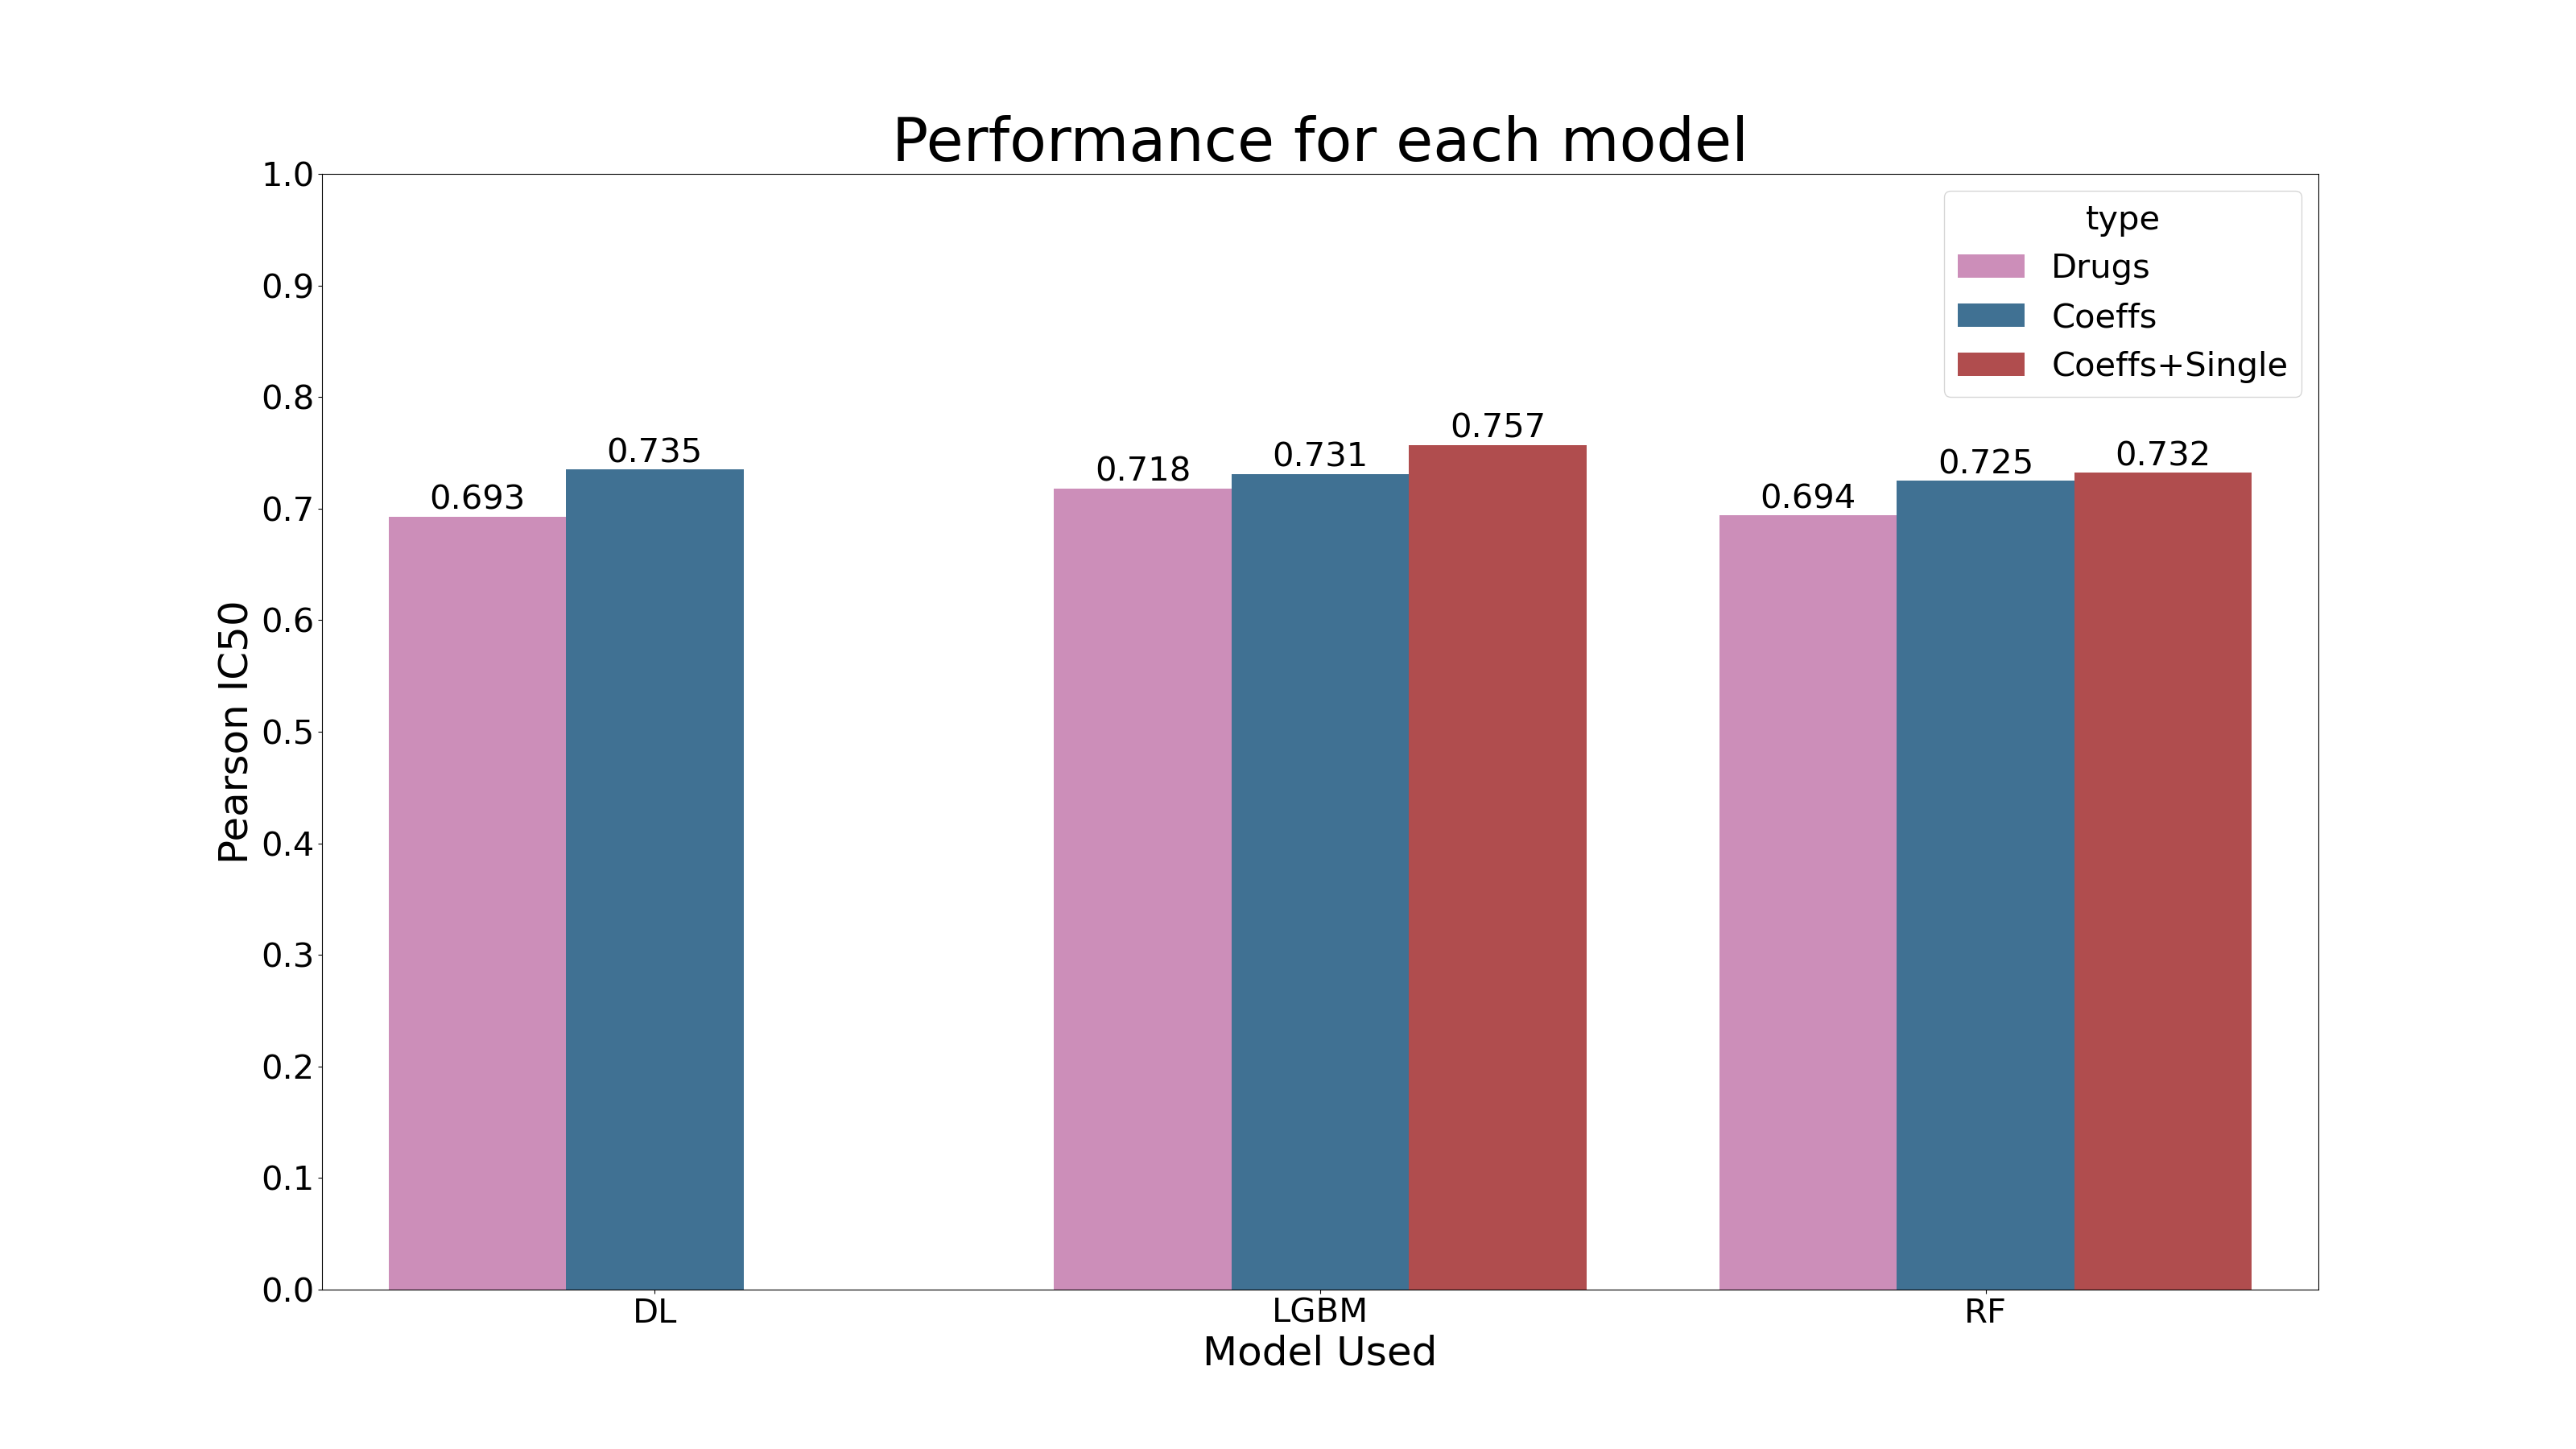 Performance for each model
Pearson IC50
1.0
0.9
0.8
0.7
0.6
0.5
0.4
0.3
0.2
0.1
0.0
type
Drugs
Coeffs
Coeffs+Single
0.693
0.735
0.718
0.731
0.757
0.694
0.725
0.732
DL
LGBM
RF
Model Used